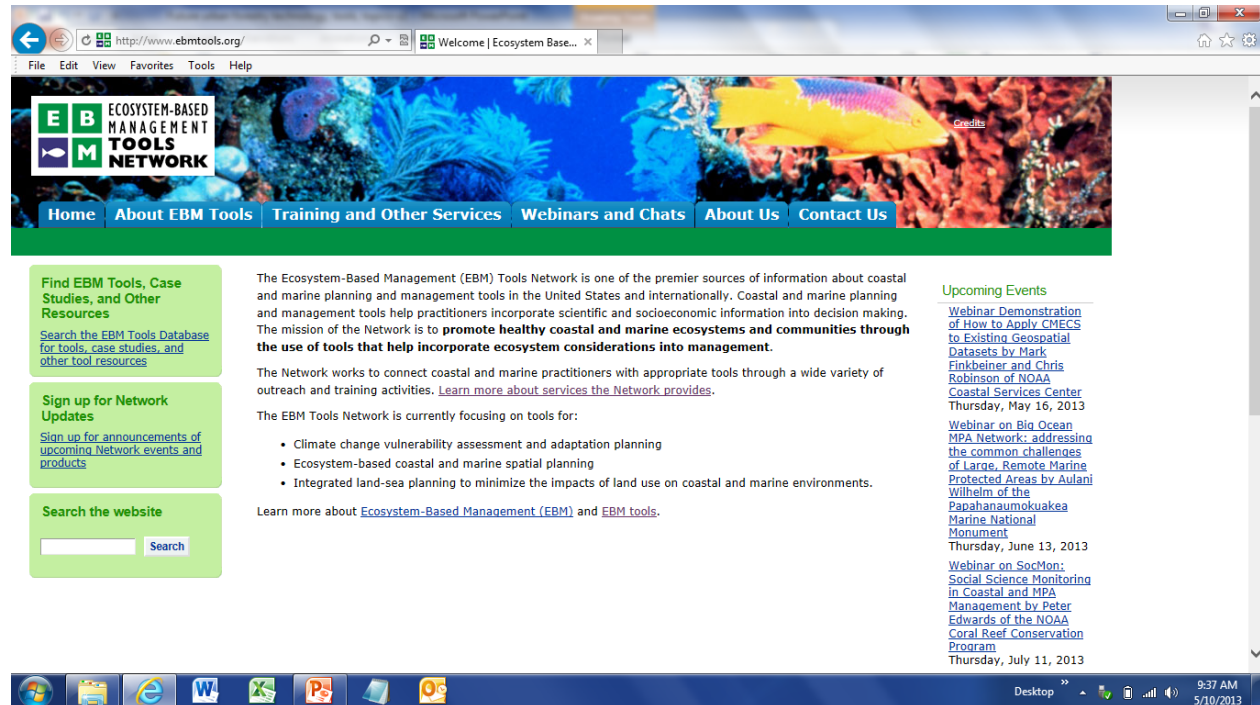 http://www.ebmtools.org/
Welcome | Ecosystem Base...
File Edit View Favorites Tools Help
E B
M
ECOSYSTEM-BASED
MANAGEMENT
TOOLS
NETWORK
Credits
Home About EBM Tools Training and Other Services Webinars and Chats About Us Contact Us
Find EBM Tools, Case
Studies, and Other
Resources
Search the EBM Tools Database
for tools, case studies, and
other tool resources
Sign up for Network
Updates
Sign up for announcements of
upcoming Network events and
products
Search the website
Search
The Ecosystem-Based Management (EBM) Tools Network is one of the premier sources of information about coastal
and marine planning and management tools in the United States and internationally. Coastal and marine planning
and management tools help practitioners incorporate scientific and socioeconomic information into decision making.
The mission of the Network is to promote healthy coastal and marine ecosystems and communities through
the use of tools that help incorporate ecosystem considerations into management.
The Network works to connect coastal and marine practitioners with appropriate tools through a wide variety of
outreach and training activities. Learn more about services the Network provides.
The EBM Tools Network is currently focusing on tools for:
• Climate change vulnerability assessment and adaptation planning
• Ecosystem-based coastal and marine spatial planning
• Integrated land-sea planning to minimize the impacts of land use on coastal and marine environments.
Learn more about Ecosystem-Based Management (EBM) and EBM tools.
Upcoming Events
Webinar Demonstration
of How to Apply CMECS
to Existing Geospatial
Datasets by Mark
Finkbeiner and Chris
Robinson of NOAA
Coastal Services Center
Thursday, May 16, 2013
Webinar on Big Ocean
MPA Network: addressing
the common challenges
of Large, Remote Marine
Protected Areas by Aulani
Wilhelm of the
Papahanaumokuakea
Marine National
Monument
Thursday, June 13, 2013
Webinar on SocMon:
Social Science Monitoring
in Coastal and MPA
Management by Peter
Edwards of the NOAA
Coral Reef Conservation
Program
Thursday, July 11, 2013
Desktop
9:37 AM
5/10/2013